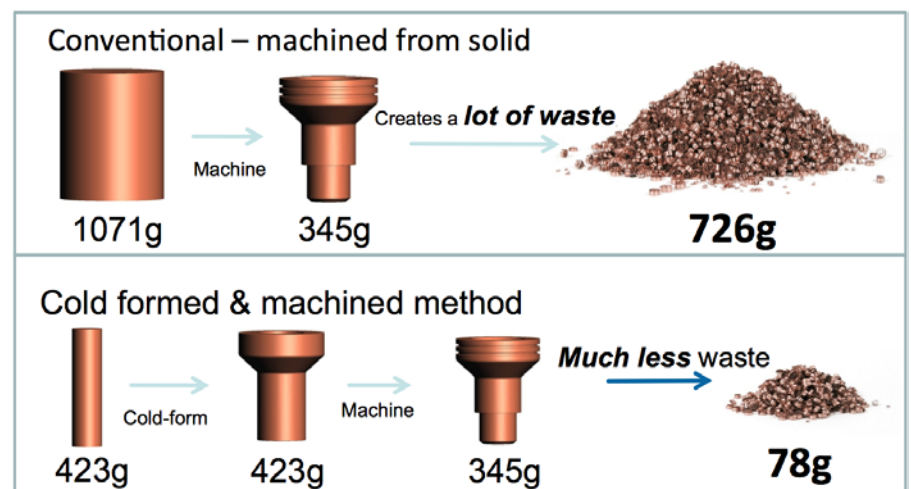 Conventional – machined from solid
Creates a lot of waste
Machine
1071g
345g
726g
Cold formed & machined method
Much less waste
Cold-form
Machine
423g
423g
345g
78g